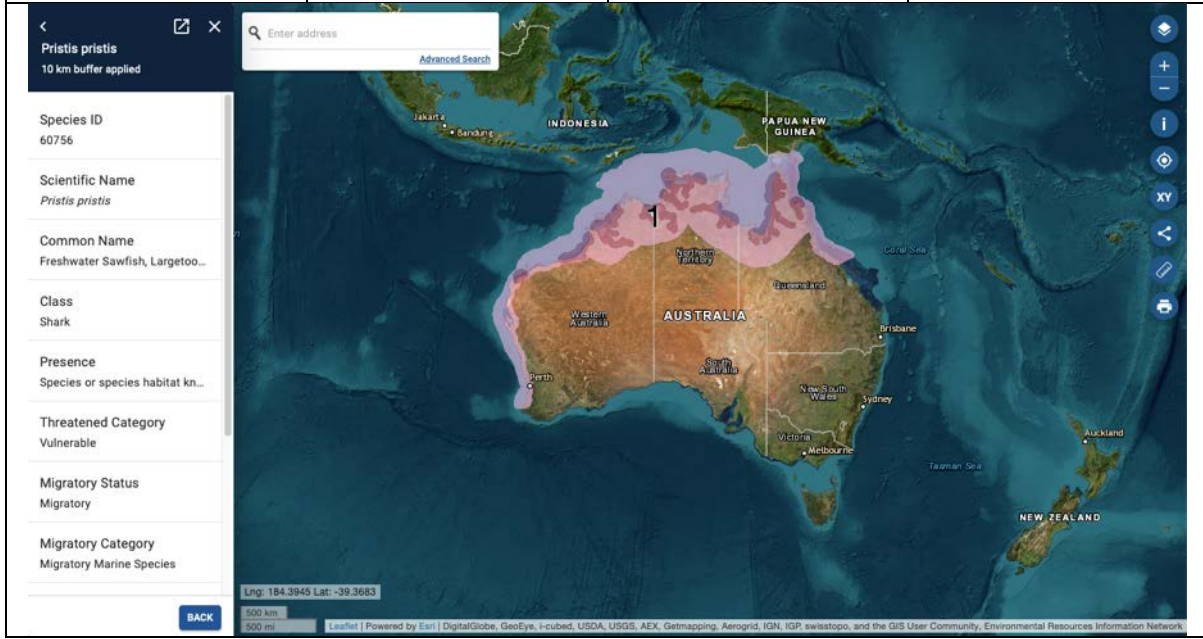 Pristis pristis
10 km buffer applied
Species ID
60756
Scientific Name
Pristis pristis
Common Name
Freshwater Sawfish, Largetoo...
Class
Shark
Presence
Species or species habitat kn...
Threatened Category
Vulnerable
Migratory Status
Migratory
Migratory Category
Migratory Marine Species
BACK
Enter address
Advanced Search
Jakarta
Bandung
INDONESIA
PAPUA NEW
GUINEA
1
Northern
Territory
Coral Sea
Queensland
Western
Australia
AUSTRALIA
Brisbane
South
Australia
Perth
New South
Wales
Sydney
Victoria
Melbourne
Auckland
Tasman Sea
NEW ZEALAND
+
−
i
XY
Lng: 184.3945 Lat: -39.3683
500 km
500 mi
Leaflet | Powered by Esri | DigitalGlobe, GeoEye, i-cubed, USDA, USGS, AEX, Getmapping, Aerogrid, IGN, IGP, swisstopo, and the GIS User Community, Environmental Resources Information Network